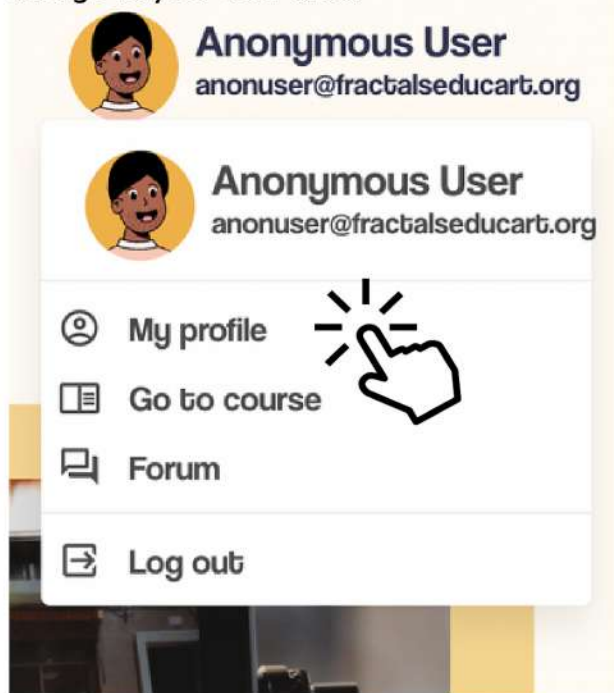 Anonymous User
anonuser@fractalseducart.org
Anonymous User
anonuser@fractalseducart.org
My profile
Go to course
Forum
Log out